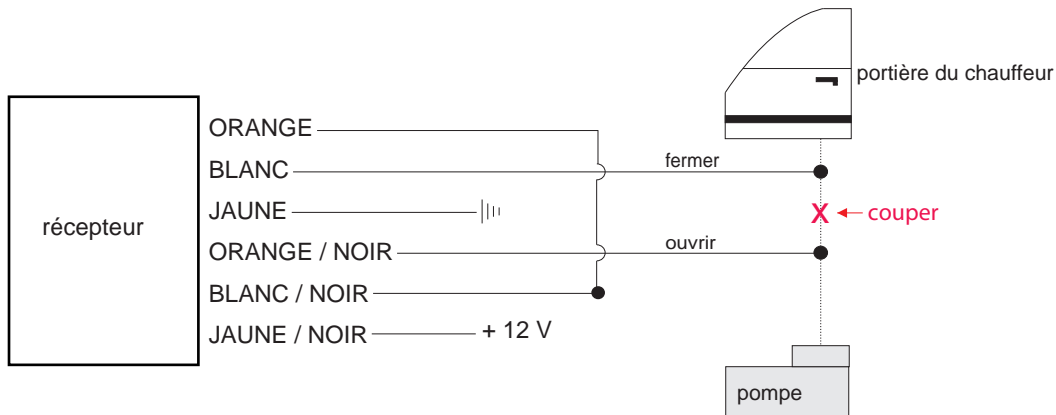 portière du chauffeur
ORANGE
BLANC
fermer
JAUNE
couper
récepteur
ORANGE / NOIR
ouvrir
BLANC / NOIR
JAUNE / NOIR
+ 12 V
pompe